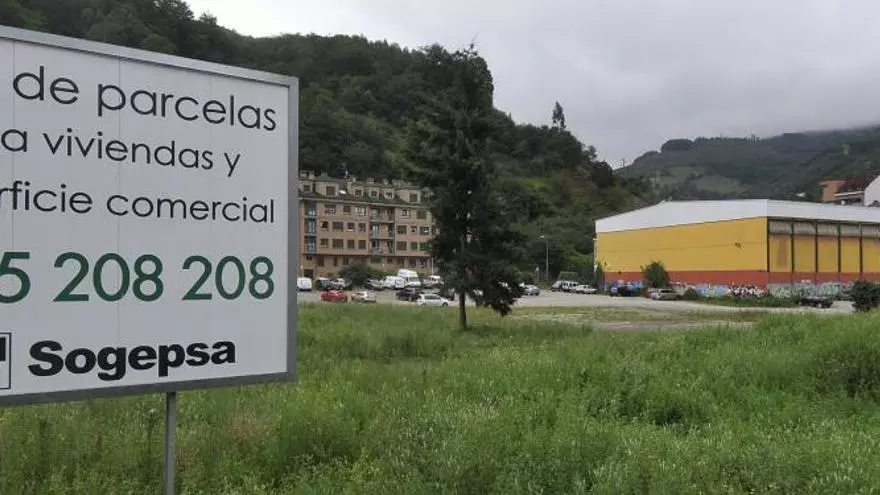 de parcelas
a viviendas y
rficie comercial
5 208 208
Sogepsa